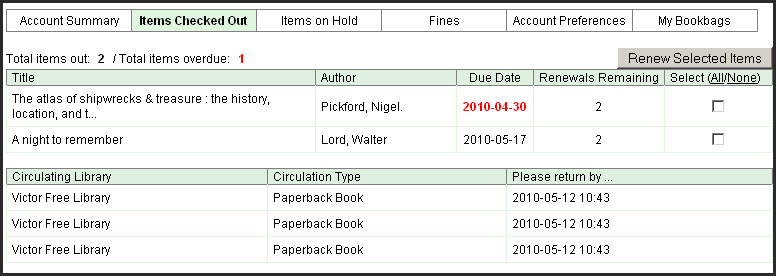 Account Summary Items Checked Out Items on Hold Fines Account Preferences My Bookbags
Total items out: 2 / Total items overdue: 1 Renew Selected Items
Title Author Due Date Renewals Remaining Select (All/None)
The atlas of shipwrecks & treasure : the history,
location, and t... Pickford, Nigel. 2010-04-30 2
A night to remember Lord, Walter 2010-05-17 2
Circulating Library Circulation Type Please return by ...
Victor Free Library Paperback Book 2010-05-12 10:43
Victor Free Library Paperback Book 2010-05-12 10:43
Victor Free Library Paperback Book 2010-05-12 10:43